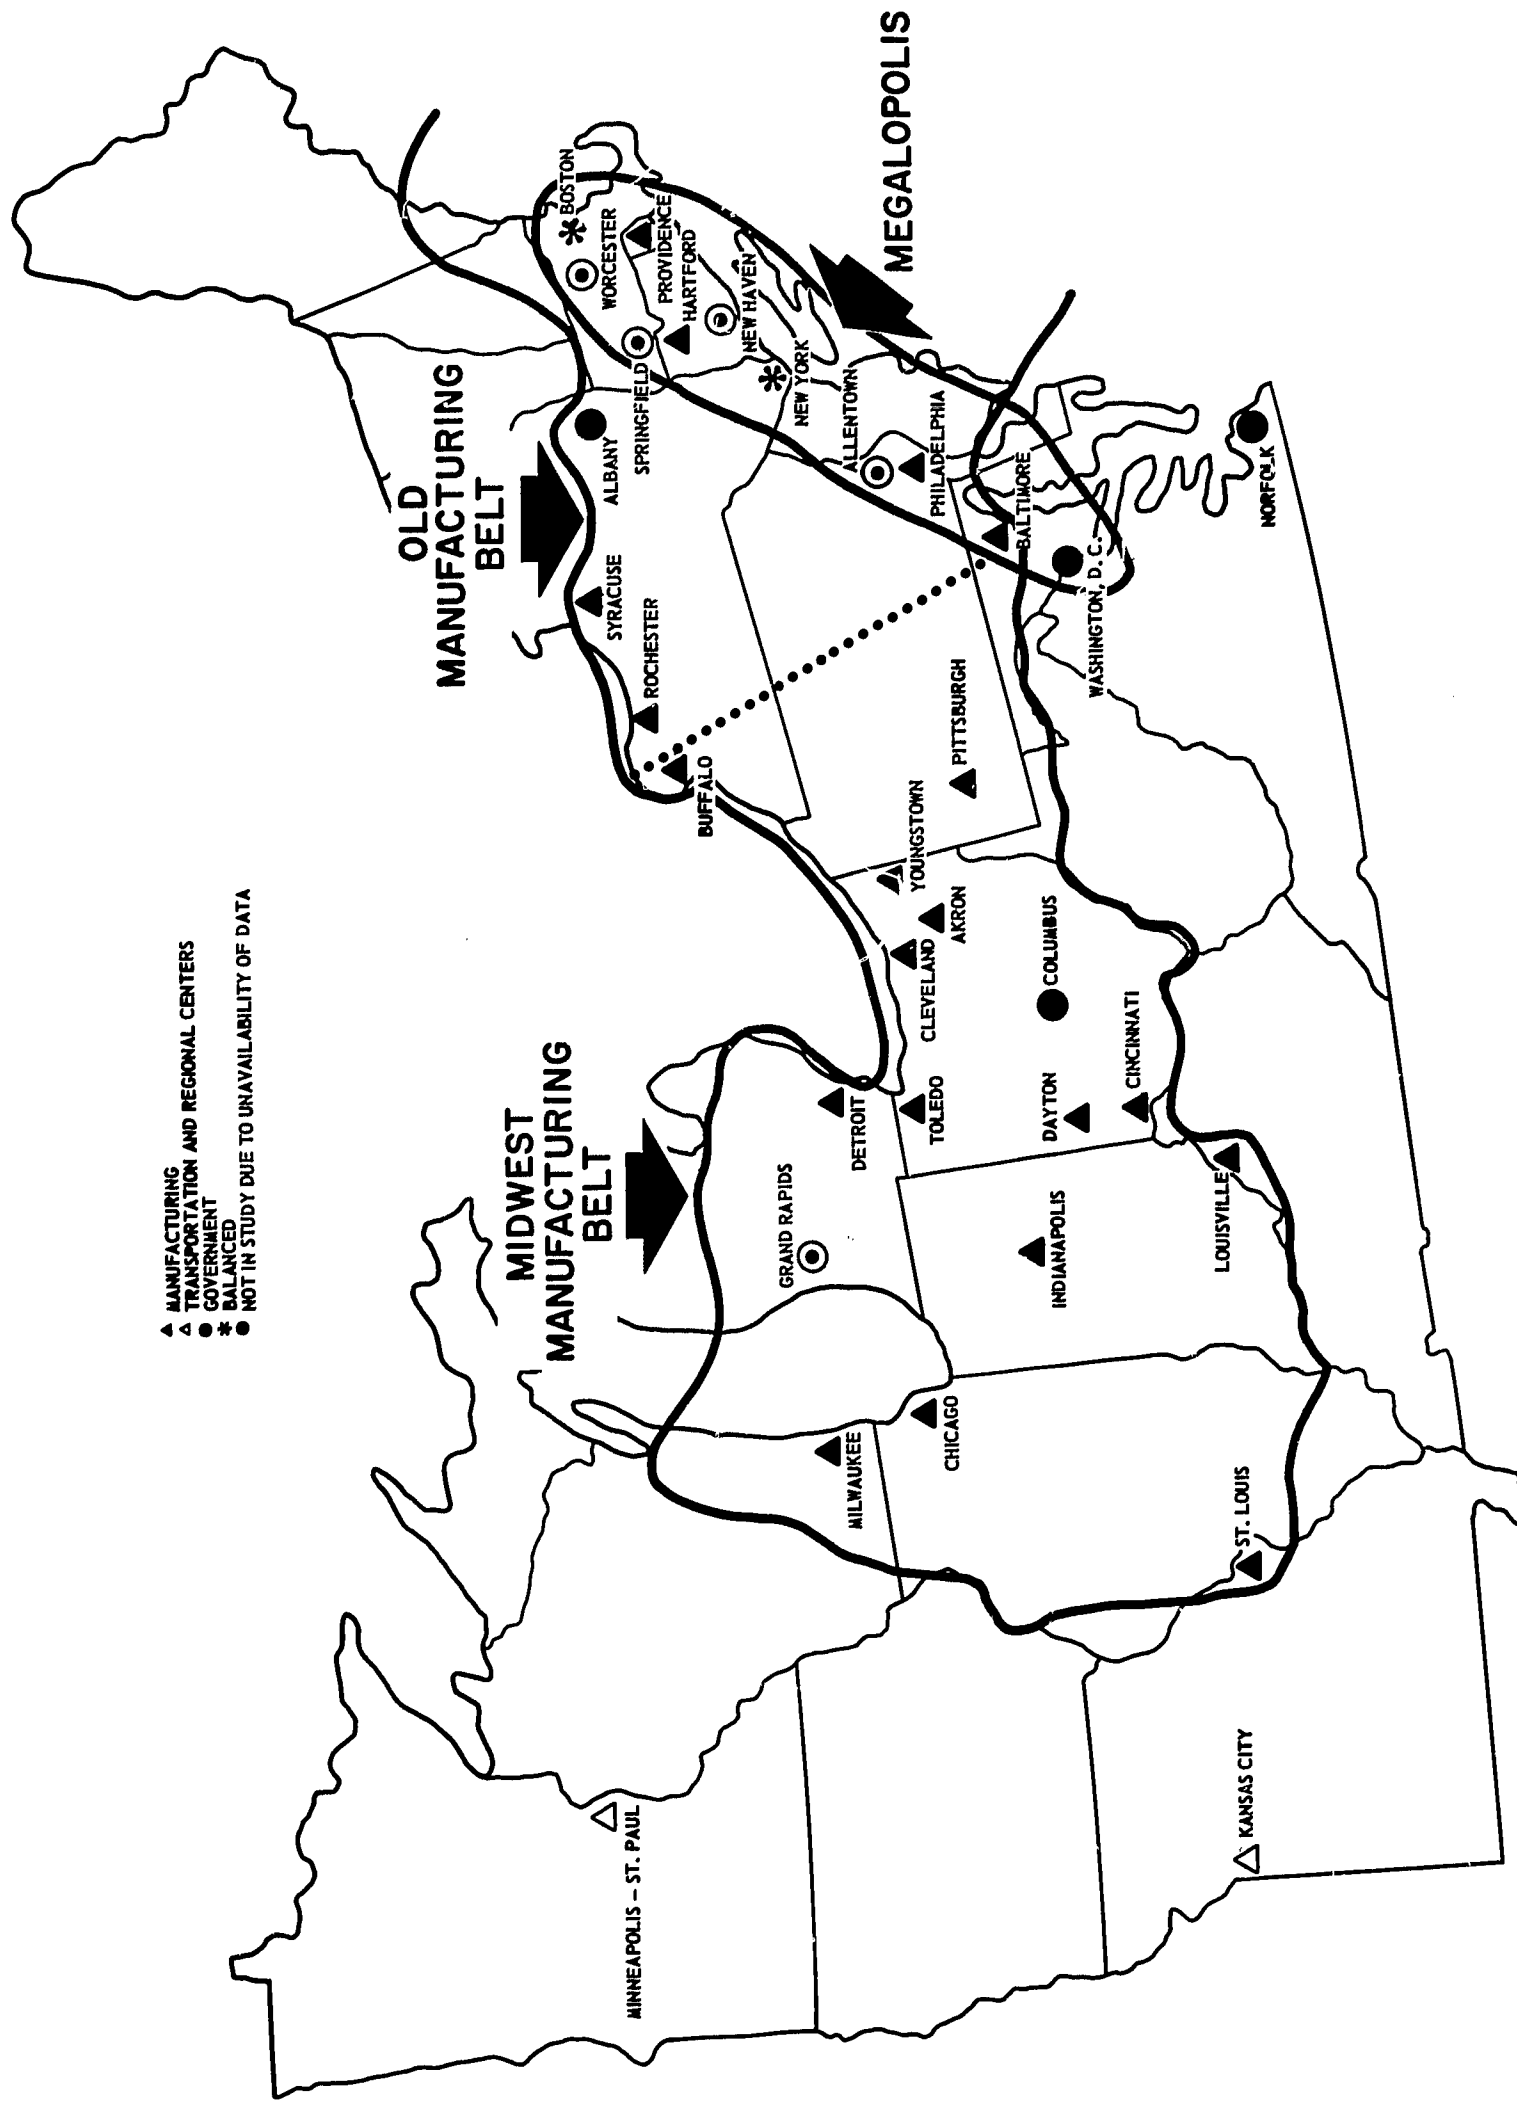 ▲ MANUFACTURING
△ TRANSPORTATION AND REGIONAL CENTERS
● GOVERNMENT
* BALANCED
● NOT IN STUDY DUE TO UNAVAILABILITY OF DATA
OLD
MANUFACTURING
BELT
MIDWEST
MANUFACTURING
BELT
MEGALOPOLIS
MINNEAPOLIS – ST. PAUL
KANSAS CITY
MILWAUKEE
CHICAGO
ST. LOUIS
GRAND RAPIDS
DETROIT
TOLEDO
INDIANAPOLIS
LOUISVILLE
DAYTON
CINCINNATI
COLUMBUS
CLEVELAND
AKRON
YOUNGSTOWN
PITTSBURGH
BUFFALO
ROCHESTER
SYRACUSE
ALBANY
SPRINGFIELD
WORCESTER
BOSTON
PROVIDENCE
HARTFORD
NEW HAVEN
NEW YORK
ALLENTOWN
PHILADELPHIA
BALTIMORE
WASHINGTON, D.C.
NORFOLK